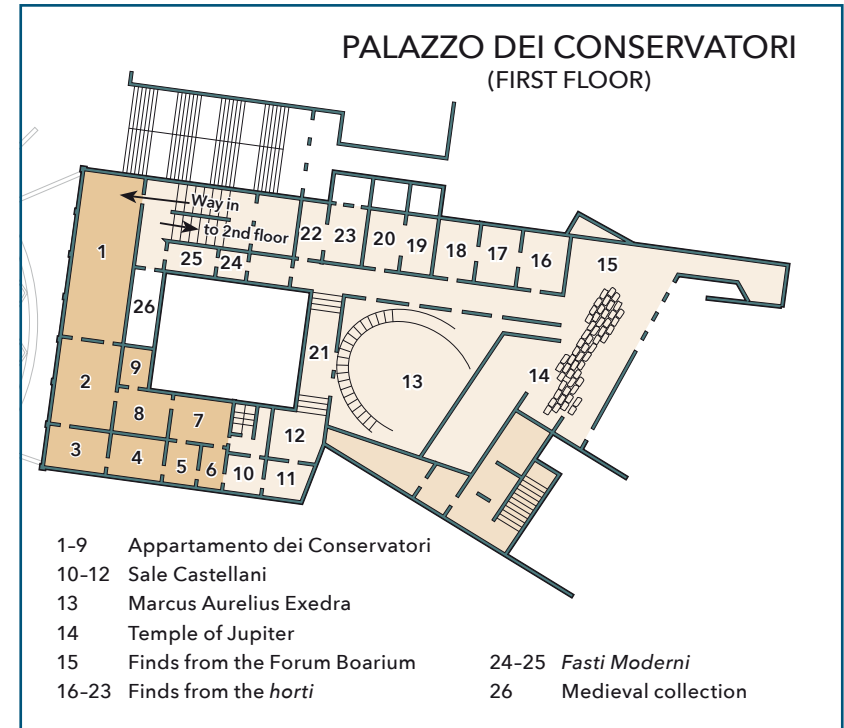 PALAZZO DEI CONSERVATORI
(FIRST FLOOR)
Way in
to 2nd floor
1
2
3
4
5
6
7
8
9
10
11
12
13
14
15
16
17
18
19
20
21
22
23
24
25
26
1–9 Appartamento dei Conservatori
10–12 Sale Castellani
13 Marcus Aurelius Exedra
14 Temple of Jupiter
15 Finds from the Forum Boarium
16–23 Finds from the horti
24–25 Fasti Moderni
26 Medieval collection